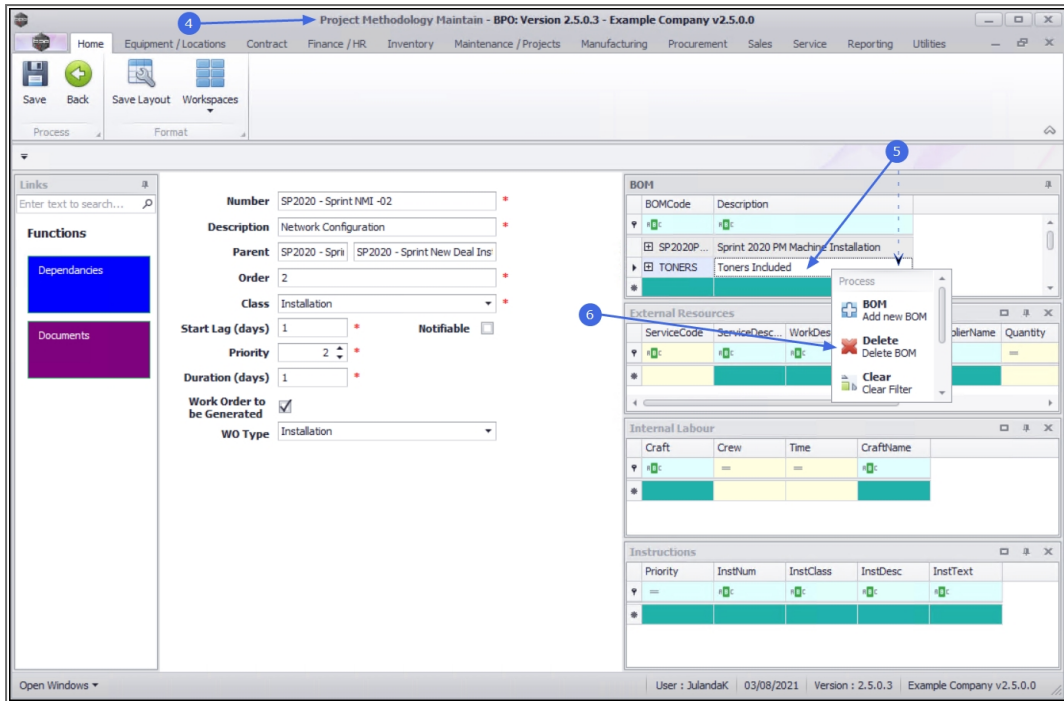 4
Project Methodology Maintain - BPO: Version 2.5.0.3 - Example Company v2.5.0.0
Home Equipment / Locations Contract Finance / HR Inventory Maintenance / Projects Manufacturing Procurement Sales Service Reporting Utilities
Save Back Save Layout Workspaces
Process Format
5
Links
Enter text to search...
Functions
Dependancies
Documents
Number SP2020 - Sprint NMI -02 *
Description Network Configuration *
Parent SP2020 - Spri SP2020 - Sprint New Deal Ins
Order 2 *
Class Installation *
Start Lag (days) 1 * Notifiable
Priority 2 *
Duration (days) 1 *
Work Order to
be Generated
WO Type Installation
BOM
BOMCode Description
SP2020P... Sprint 2020 PM Machine Installation
TONERS Toners Included
Process
BOM
Add new BOM
Delete
Delete BOM
Clear
Clear Filter
6
External Resources
ServiceCode ServiceDesc... WorkDes plierName Quantity
Internal Labour
Craft Crew Time CraftName
Instructions
Priority InstNum InstClass InstDesc InstText
Open Windows User : JulandaK 03/08/2021 Version : 2.5.0.3 Example Company v2.5.0.0